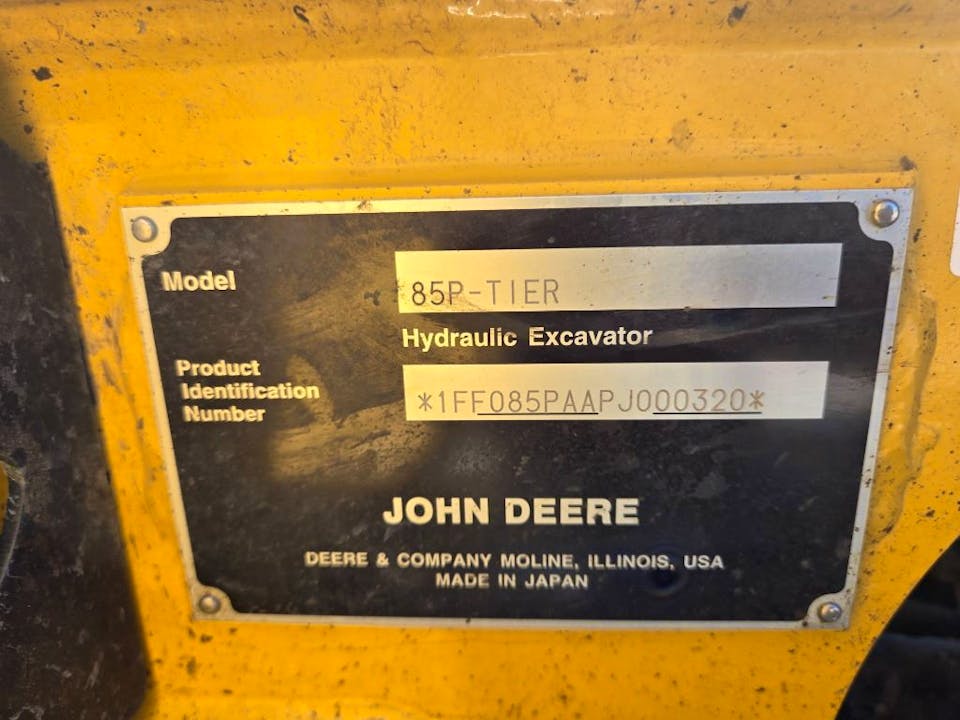 Model
85P-TIER
Hydraulic Excavator
Product
Identification
Number
*1FF085PAAPJ000320*
JOHN DEERE
DEERE & COMPANY MOLINE, ILLINOIS, USA
MADE IN JAPAN